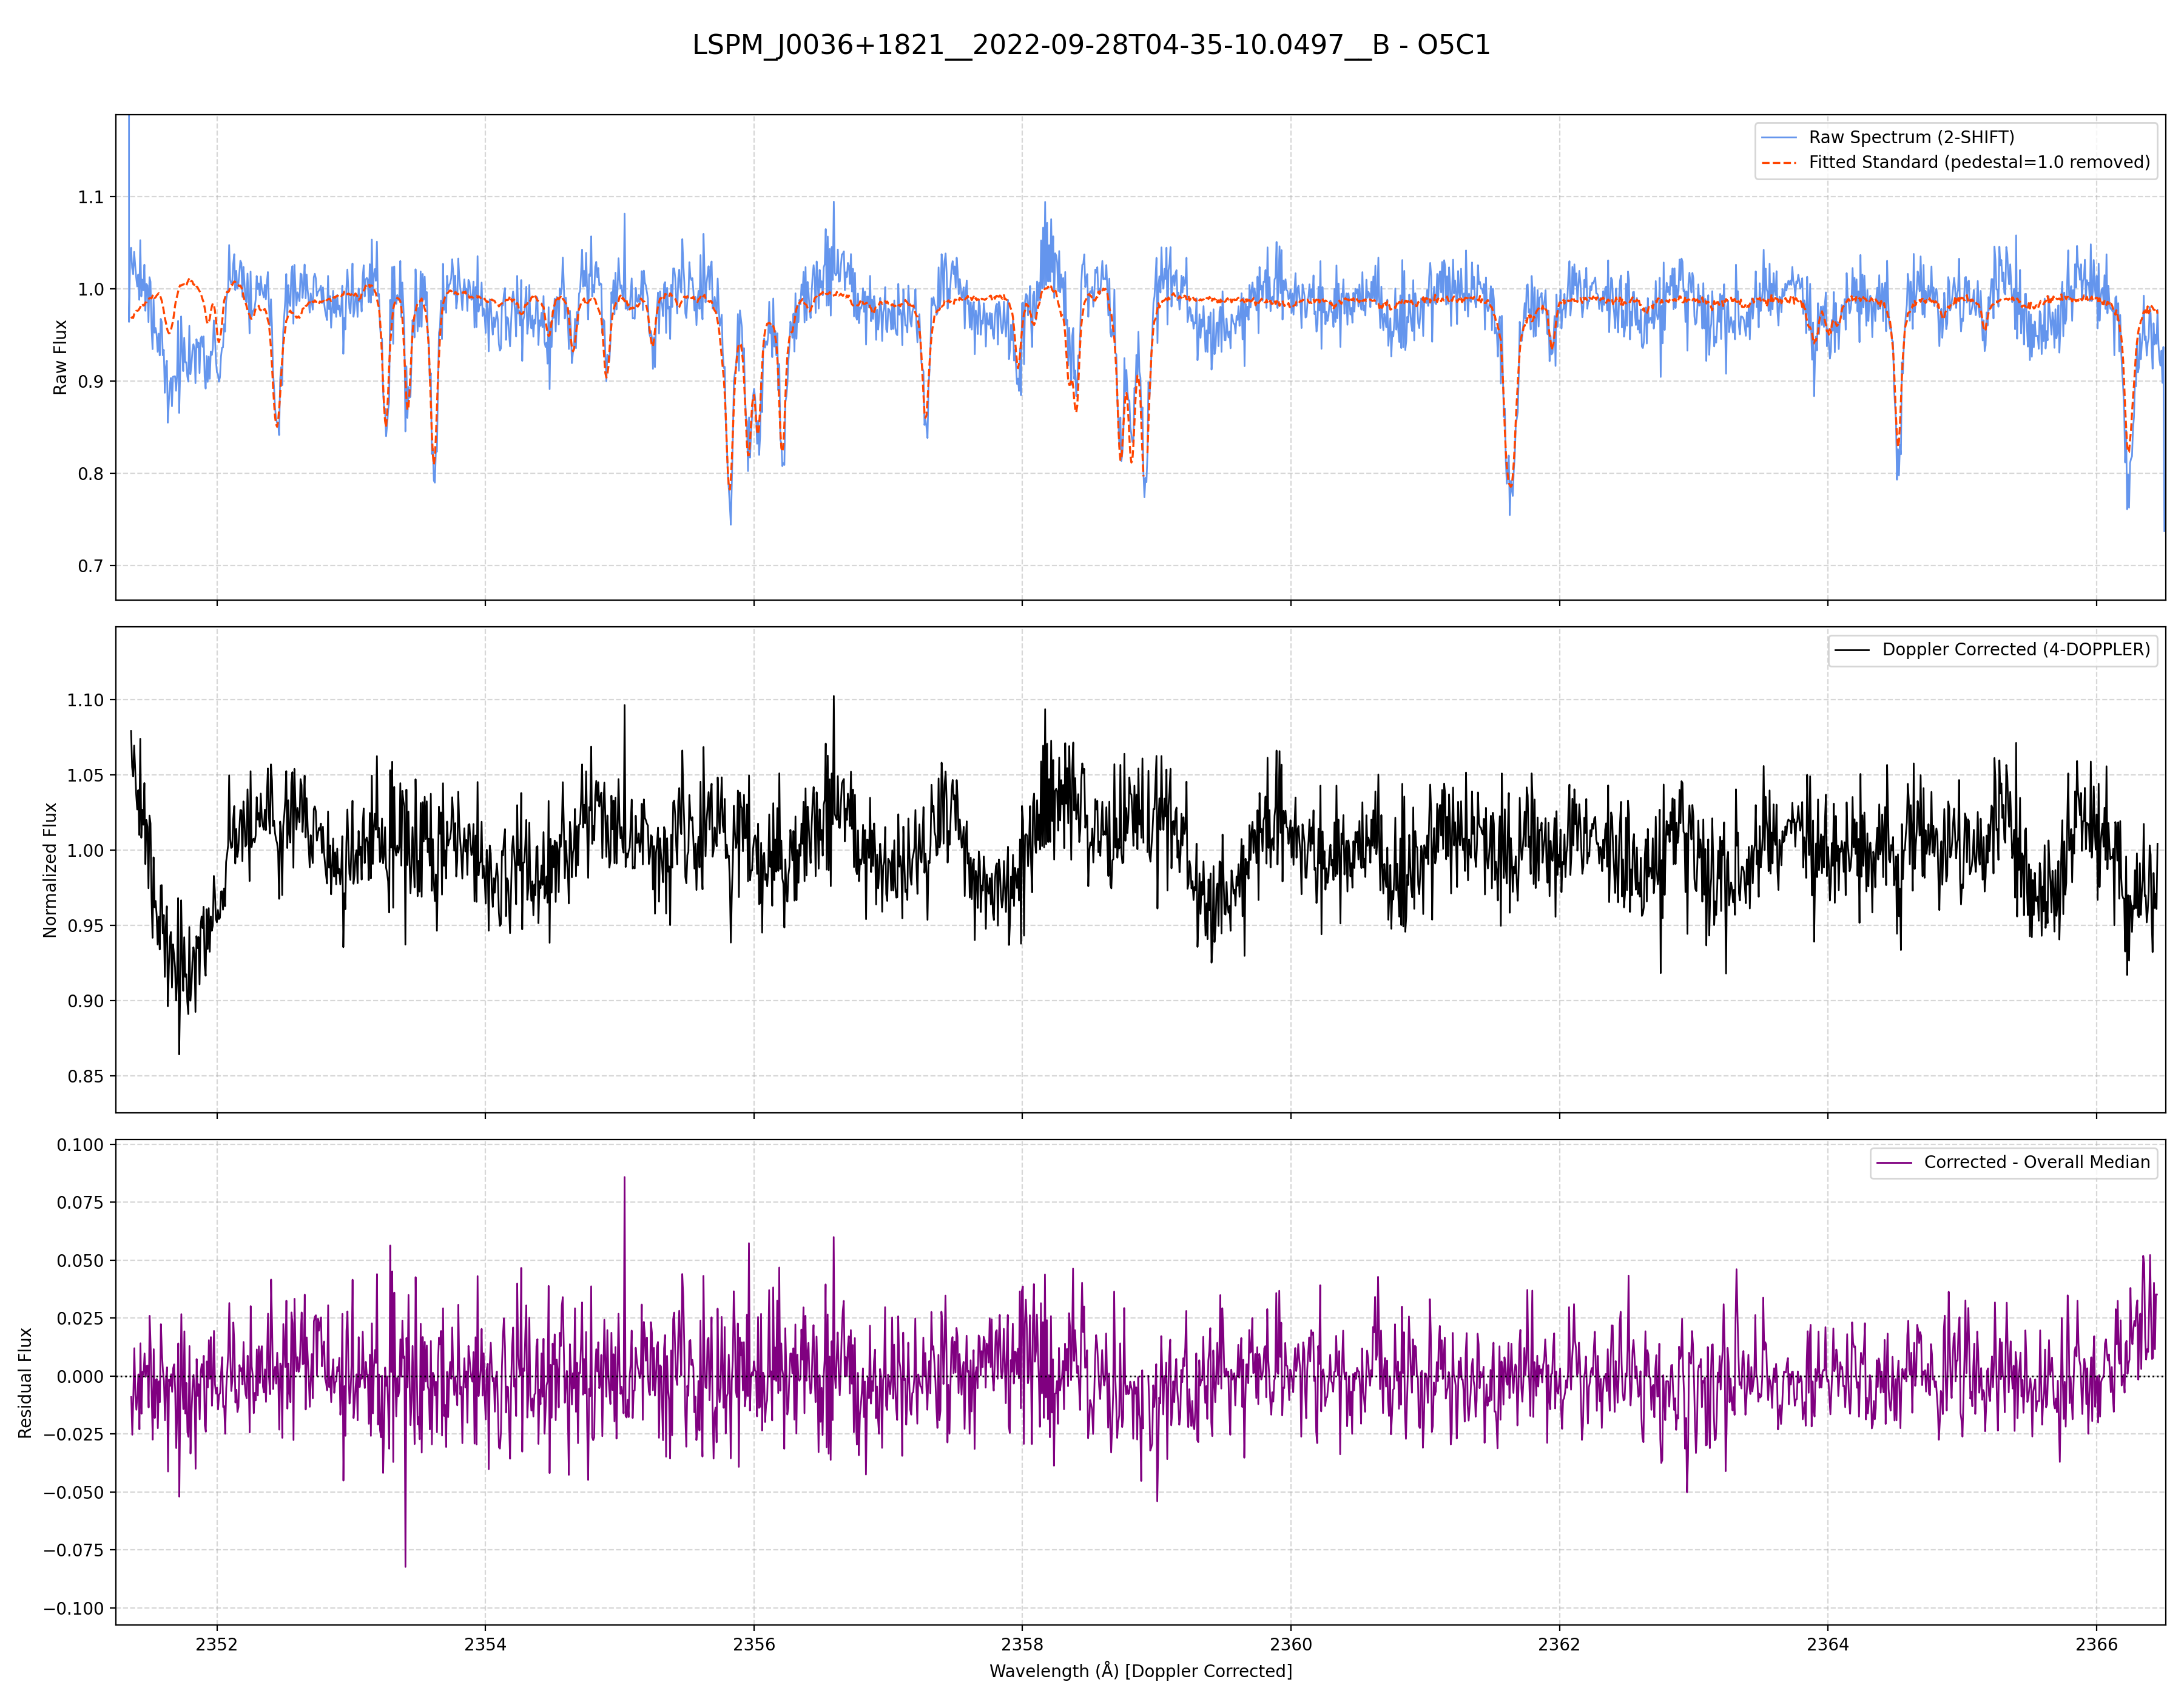 LSPM_J0036+1821__2022-09-28T04-35-10.0497__B - O5C1
Raw Flux
1.1
1.0
0.9
0.8
0.7
Raw Spectrum (2-SHIFT)
Fitted Standard (pedestal=1.0 removed)
Normalized Flux
1.10
1.05
1.00
0.95
0.90
0.85
Doppler Corrected (4-DOPPLER)
Residual Flux
0.100
0.075
0.050
0.025
0.000
−0.025
−0.050
−0.075
−0.100
Corrected - Overall Median
2352 2354 2356 2358 2360 2362 2364 2366
Wavelength (Å) [Doppler Corrected]